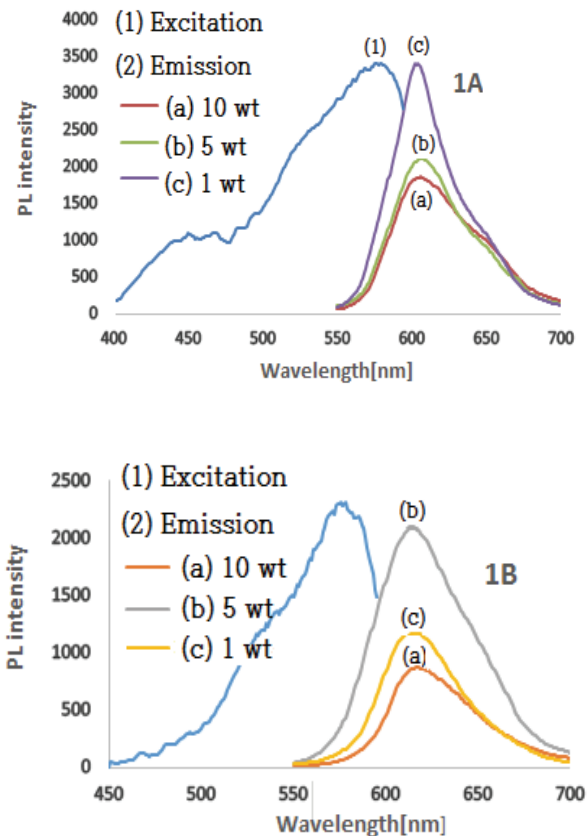 (1) Excitation
(2) Emission
(a) 10 wt
(b) 5 wt
(c) 1 wt
(1)
(c)
1A
(b)
(a)
PL intensity
4000
3500
3000
2500
2000
1500
1000
500
0
400 450 500 550 600 650 700
Wavelength[nm]
(1) Excitation
(2) Emission
(a) 10 wt
(b) 5 wt
(c) 1 wt
(b)
1B
(c)
(a)
PL intensity
2500
2000
1500
1000
500
0
450 500 550 600 650 700
Wavelength[nm]